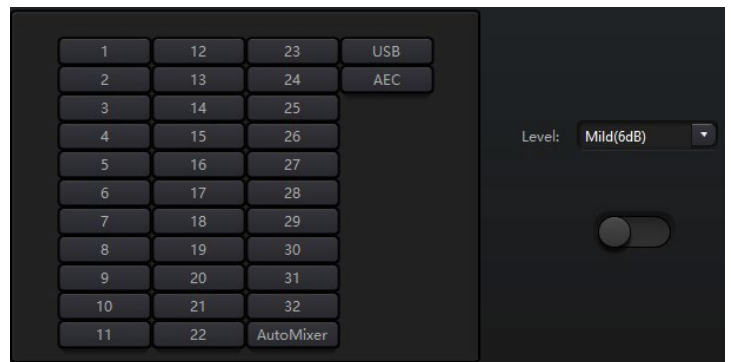 1 12 23 USB
2 13 24 AEC
3 14 25
4 15 26
Level: Mild(6dB)
5 16 27
6 17 28
7 18 29
8 19 30
9 20 31
10 21 32
11 22 AutoMixer